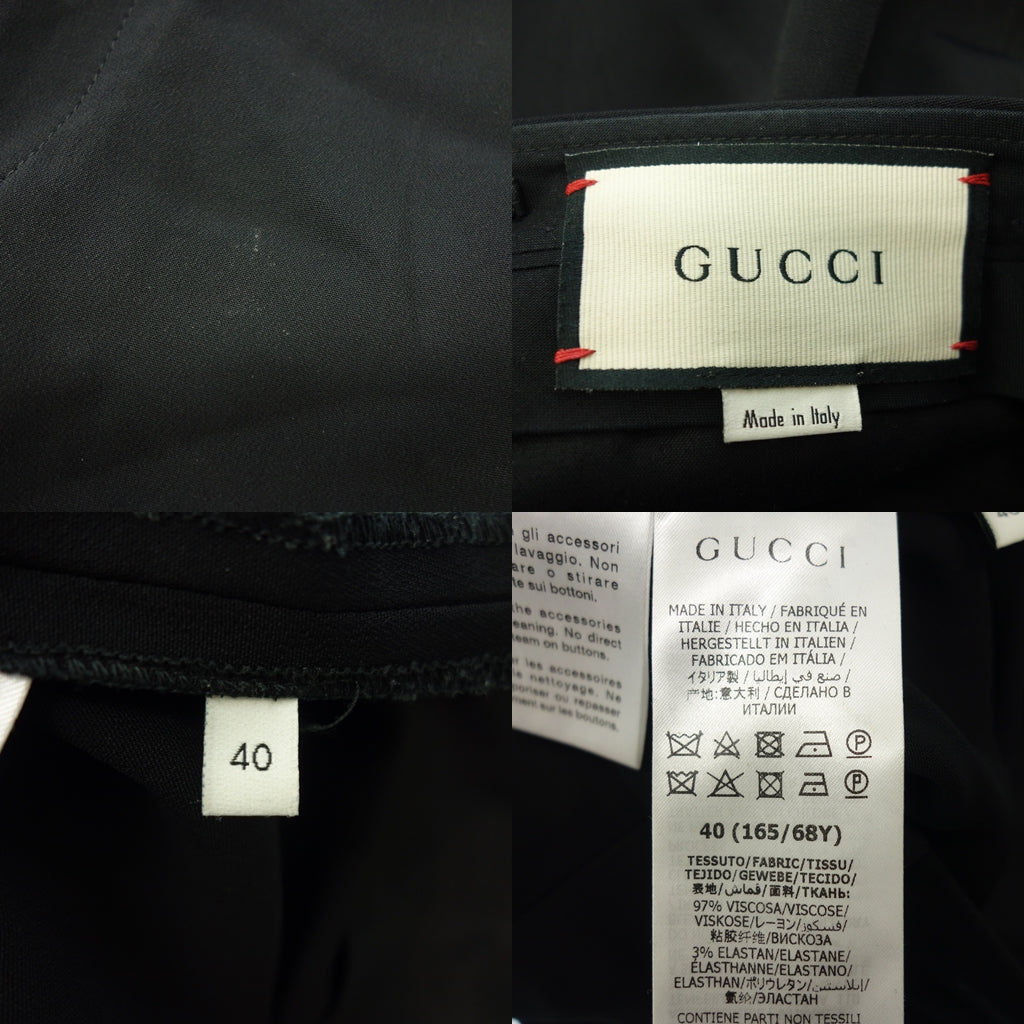 GUCCI
Made in Italy
40
gli accessori
lavaggio. Non
o stirare
sui bottoni.
the accessories
No direct
on buttons.
les accessoires
nettoyage. Ne
ou repasser
sur les boutons.
GUCCI
MADE IN ITALY / FABRIQUÉ EN
ITALIE / HECHO EN ITALIA /
HERGESTELLT IN ITALIEN /
FABRICADO EM ITÁLIA /
イタリア製 / صنع في إيطاليا /
产地:意大利 / СДЕЛАНО В
ИТАЛИИ
P
P
40 (165/68Y)
TESSUTO/FABRIC/TISSU/
TEJIDO/GEWEBE/TECIDO/
表地/قماش/面料/ТКАНЬ:
97% VISCOSA/VISCOSE/
VISKOSE/レーヨン/فسكوز/
粘胶纤维/ВИСКОЗА
3% ELASTAN/ELASTANE/
ÉLASTHANNE/ELASTANO/
ELASTHAN/ポリウレタン/إيلاستين/
氨纶/ЭЛАСТАН
CONTIENE PARTI NON TESSILI